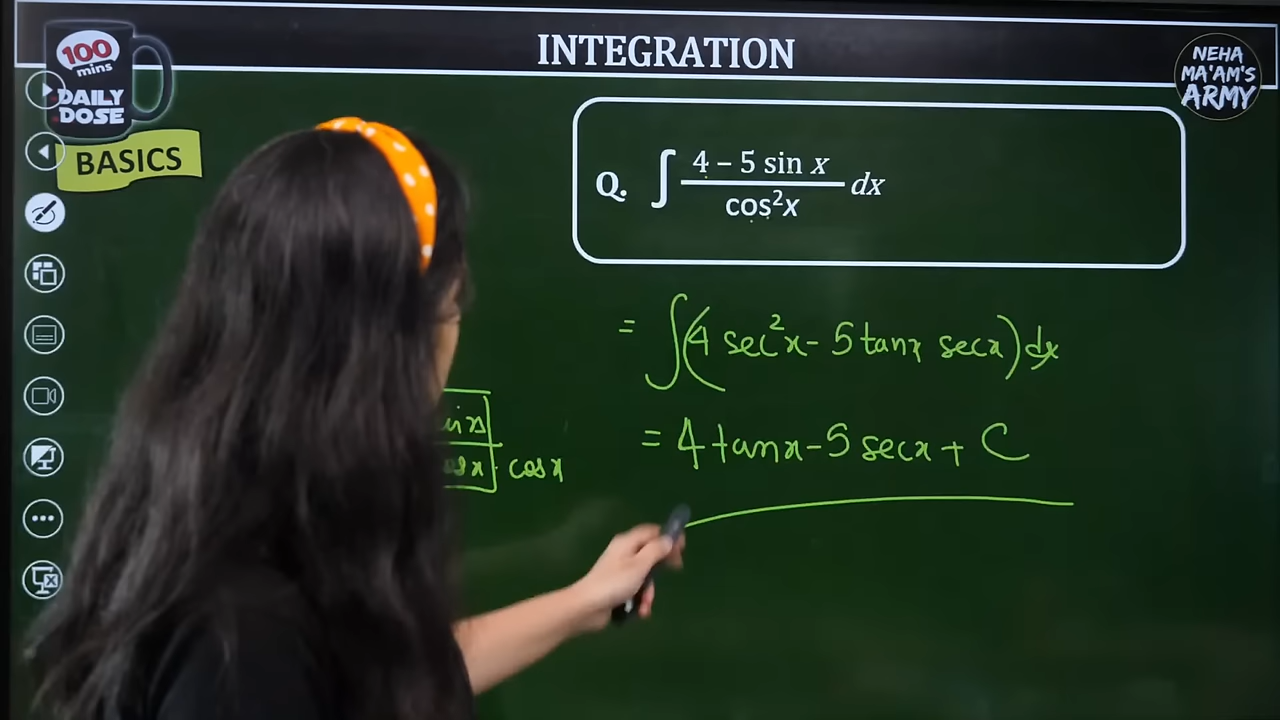 INTEGRATION
100
mins
DAILY
DOSE
NEHA
MA'AM'S
ARMY
BASICS
Q. ∫ (4 – 5 sin x) / cos²x dx
= ∫(4 sec²x - 5 tanx secx) dx
= 4 tanx - 5 secx + C
cosx